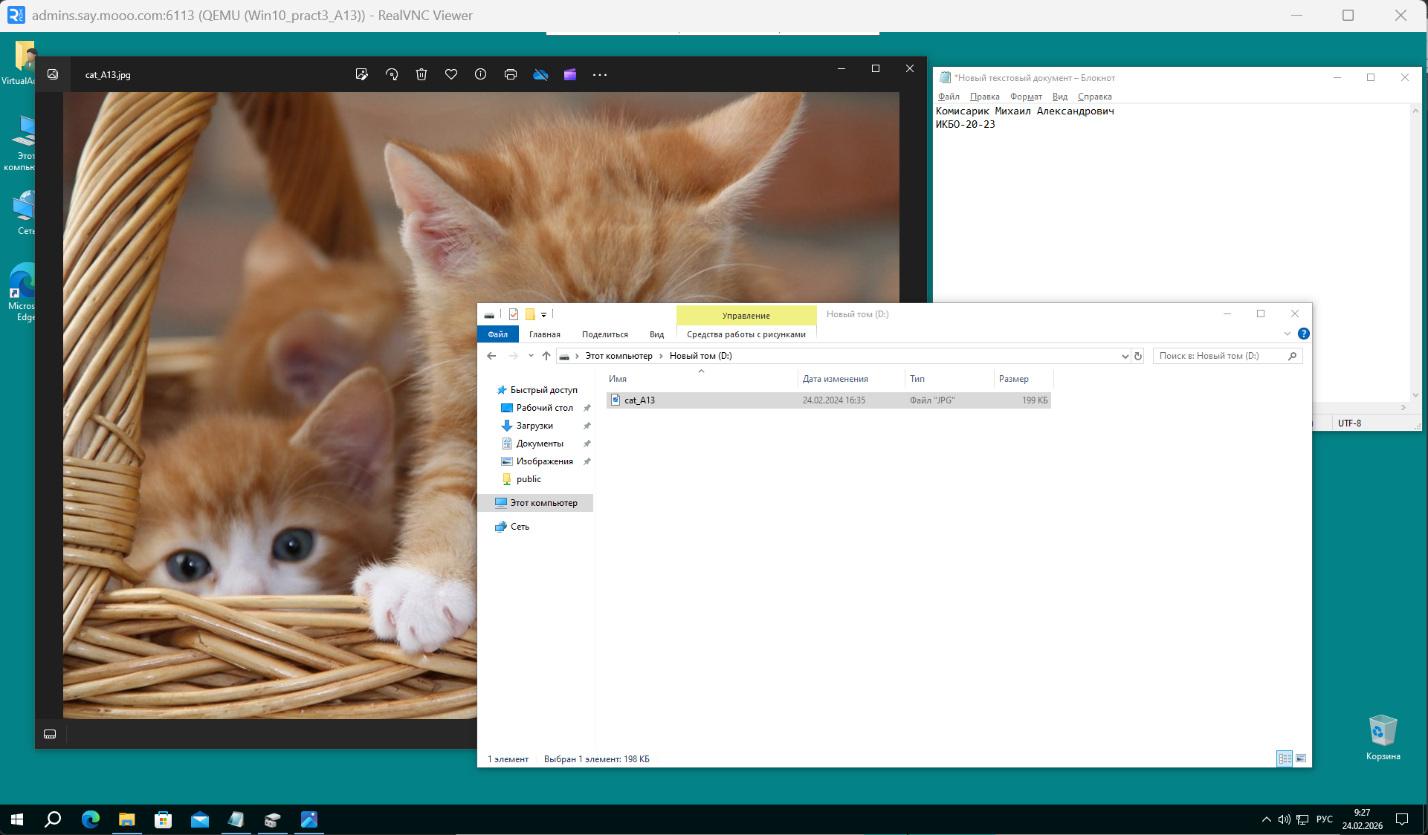 admins.say.mooo.com:6113 (QEMU (Win10_pract3_A13)) - RealVNC Viewer
Этот
Сеть
Edge
cat_A13.jpg
*Новый текстовый документ – Блокнот
Файл Правка Формат Вид Справка
Комисарик Михаил Александрович
ИКБО-20-23
UTF-8
Управление
Новый том (D:)
Файл Главная Поделиться Вид Средства работы с рисунками
Этот компьютер › Новый том (D:)
Поиск в: Новый том (D:)
Имя Дата изменения Тип Размер
cat_A13 24.02.2024 16:35 Файл "JPG" 199 КБ
Быстрый доступ
Рабочий стол
Загрузки
Документы
Изображения
public
Этот компьютер
Сеть
1 элемент Выбран 1 элемент: 198 КБ
Корзина
РУС
9:27
24.02.2026